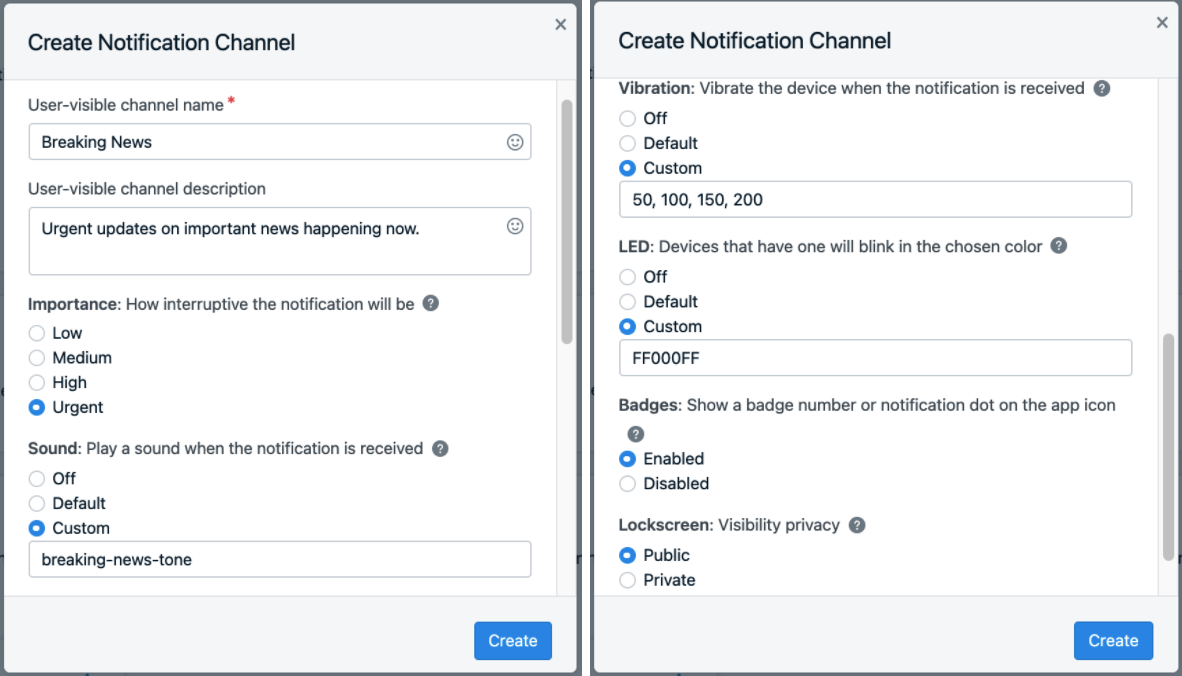 Create Notification Channel
User-visible channel name *
Breaking News
User-visible channel description
Urgent updates on important news happening now.
Importance: How interruptive the notification will be ?
Low
Medium
High
Urgent
Sound: Play a sound when the notification is received ?
Off
Default
Custom
breaking-news-tone
Create
Create Notification Channel
Vibration: Vibrate the device when the notification is received ?
Off
Default
Custom
50, 100, 150, 200
LED: Devices that have one will blink in the chosen color ?
Off
Default
Custom
FF000FF
Badges: Show a badge number or notification dot on the app icon
?
Enabled
Disabled
Lockscreen: Visibility privacy ?
Public
Private
Create